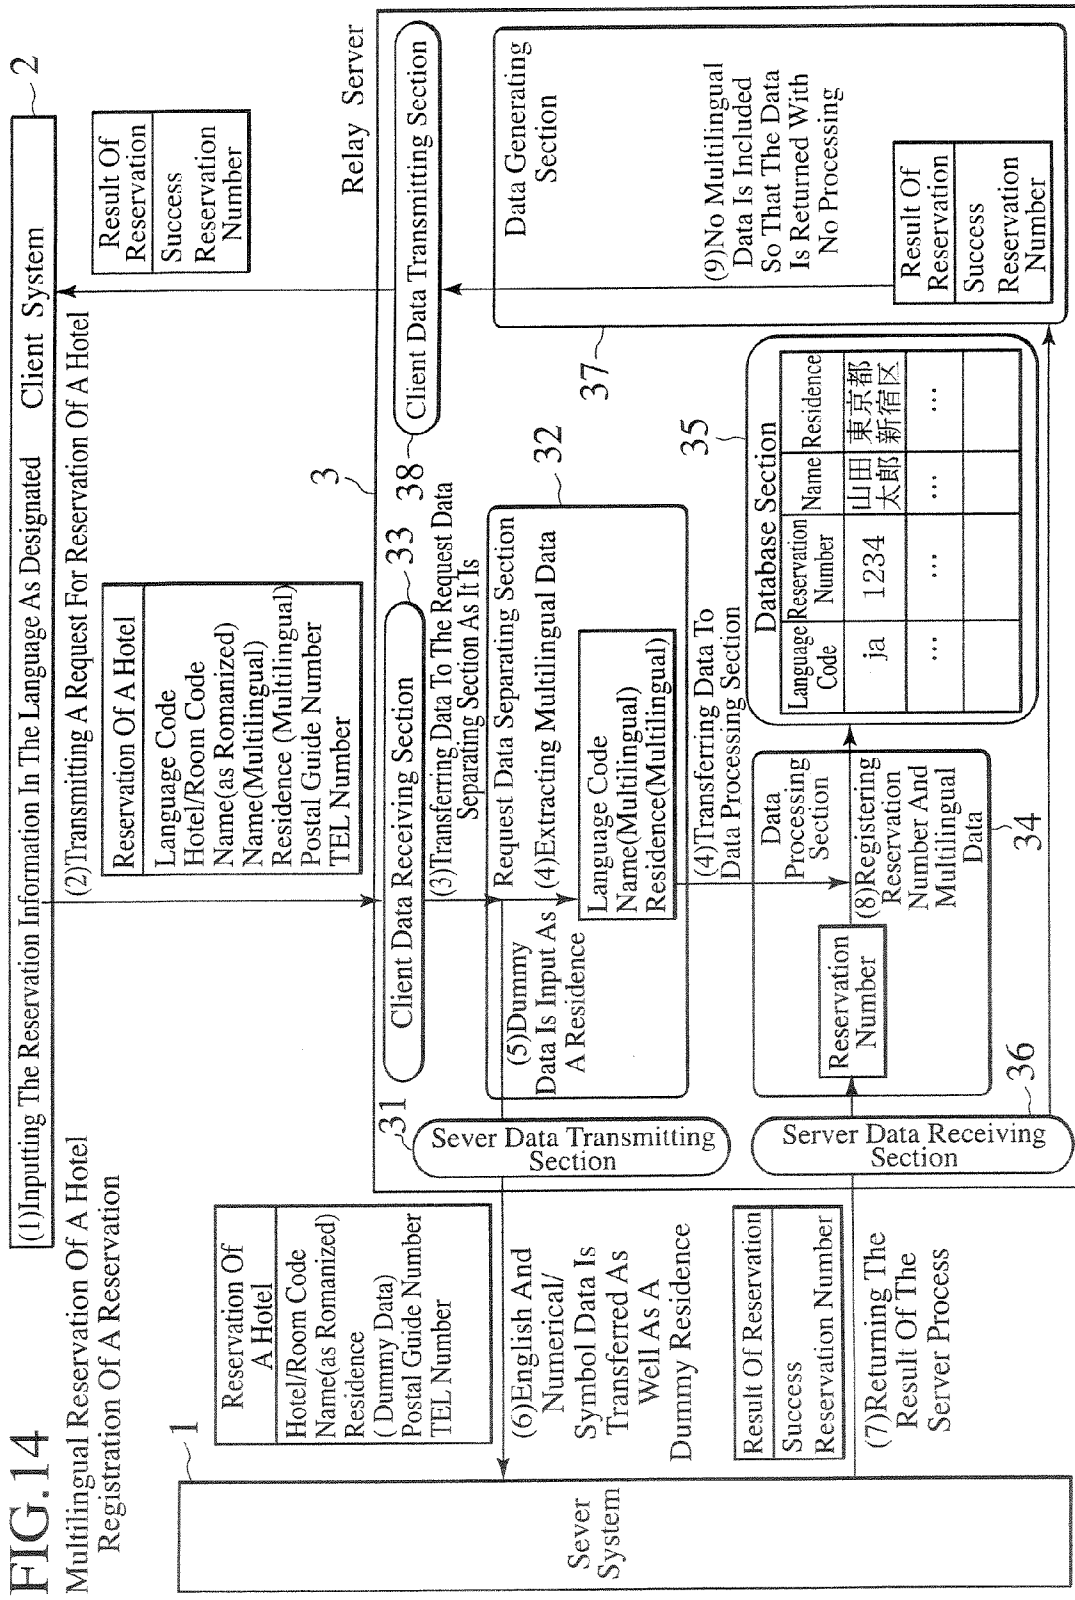 FIG.14
Multilingual Reservation Of A Hotel
Registration Of A Reservation
(1)Inputting The Reservation Information In The Language As Designated Client System
2
(2)Transmitting A Request For Reservation Of A Hotel
Reservation Of A Hotel
Language Code
Hotel/Room Code
Name(as Romanized)
Name(Multilingual)
Residence (Multilingual)
Postal Guide Number
TEL Number
Result Of
Reservation
Success
Reservation
Number
Relay Server
3
1
Sever
System
Reservation Of
A Hotel
Hotel/Room Code
Name(as Romanized)
Residence
(Dummy Data)
Postal Guide Number
TEL Number
(6)English And
Numerical/
Symbol Data Is
Transferred As
Well As A
Dummy Residence
Result Of Reservation
Success
Reservation Number
(7)Returning The
Result Of The
Server Process
31
Client Data Receiving Section
33
38
Client Data Transmitting Section
(3)Transferring Data To The Request Data
Separating Section As It Is
Sever Data Transmitting
Section
Request Data Separating Section
32
(4)Extracting Multilingual Data
(5)Dummy
Data Is Input As
A Residence
Language Code
Name(Multilingual)
Residence(Multilingual)
(4)Transferring Data To
Data Processing Section
Server Data Receiving
Section
36
Data
Processing
Section
Reservation
Number
(8)Registering
Reservation
Number And
Multilingual
Data
34
35
Database Section
Language
Code
Reservation
Number
Name
Residence
ja
1234
山田
太郎
東京都
新宿区
...
...
...
...
37
Data Generating
Section
(9)No Multilingual
Data Is Included
So That The Data
Is Returned With
No Processing
Result Of
Reservation
Success
Reservation
Number